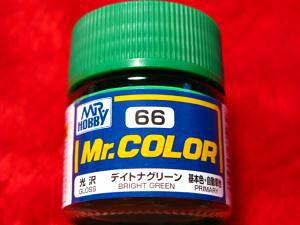 MR
HOBBY
66
Mr.COLOR
光沢
GLOSS
デイトナグリーン
BRIGHT GREEN
基本色・自動車色
PRIMARY